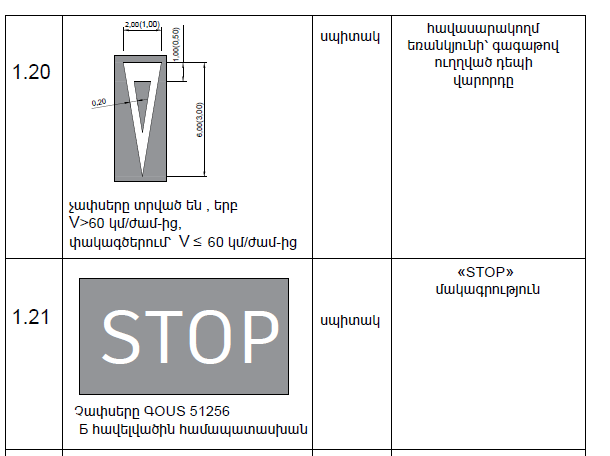 1.20
2,00(1,00)
1,00(0,50)
0,20
6,00(3,00)
չափսերը տրված են , երբ
V>60 կմ/ժամ-ից,
փակագծերում՝ V ≤ 60 կմ/ժամ-ից
սպիտակ
հավասարակողմ
եռանկյունի՝ գագաթով
ուղղված դեպի
վարորդը
1.21
STOP
Չափսերը ԳOUS 51256
Б հավելվածին համապատասխան
սպիտակ
«STOP»
մակագրություն